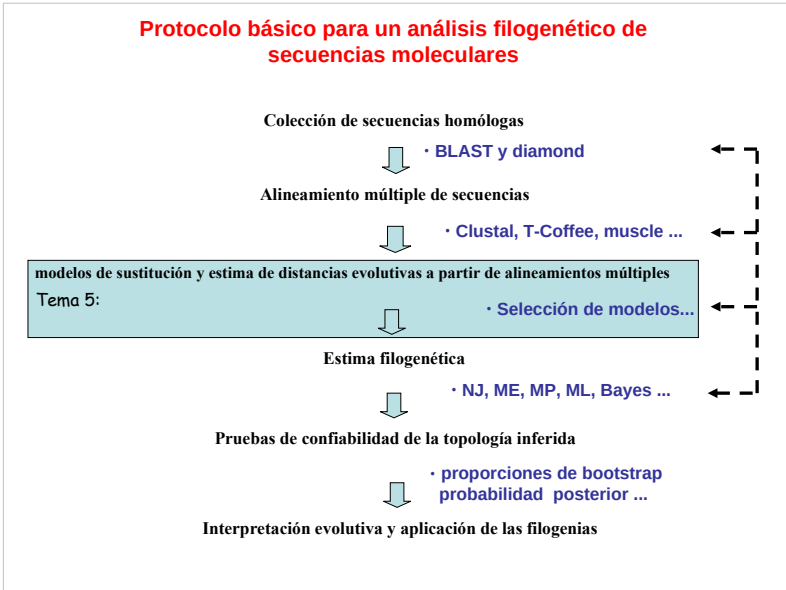 Protocolo básico para un análisis filogenético de
secuencias moleculares
Colección de secuencias homólogas
· BLAST y diamond
Alineamiento múltiple de secuencias
· Clustal, T-Coffee, muscle ...
modelos de sustitución y estima de distancias evolutivas a partir de alineamientos múltiples
Tema 5:
· Selección de modelos...
Estima filogenética
· NJ, ME, MP, ML, Bayes ...
Pruebas de confiabilidad de la topología inferida
· proporciones de bootstrap
probabilidad posterior ...
Interpretación evolutiva y aplicación de las filogenias